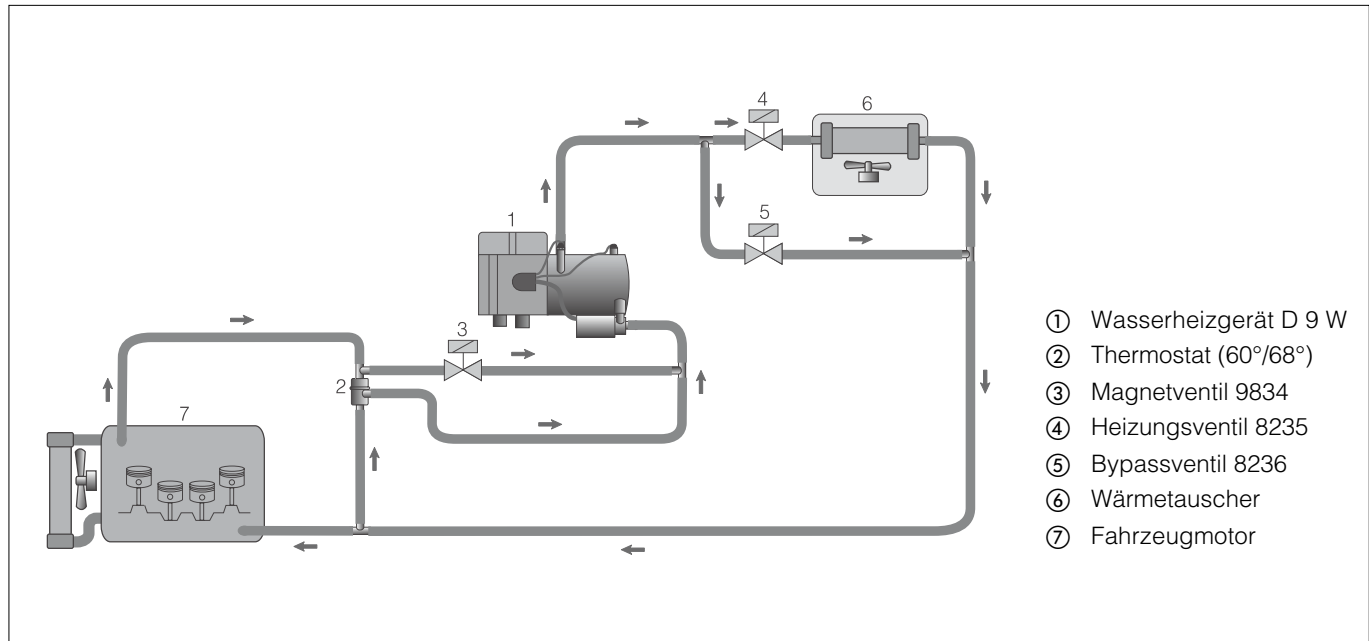 4
6
5
1
3
2
7
① Wasserheizgerät D 9 W
② Thermostat (60°/68°)
③ Magnetventil 9834
④ Heizungsventil 8235
⑤ Bypassventil 8236
⑥ Wärmetauscher
⑦ Fahrzeugmotor